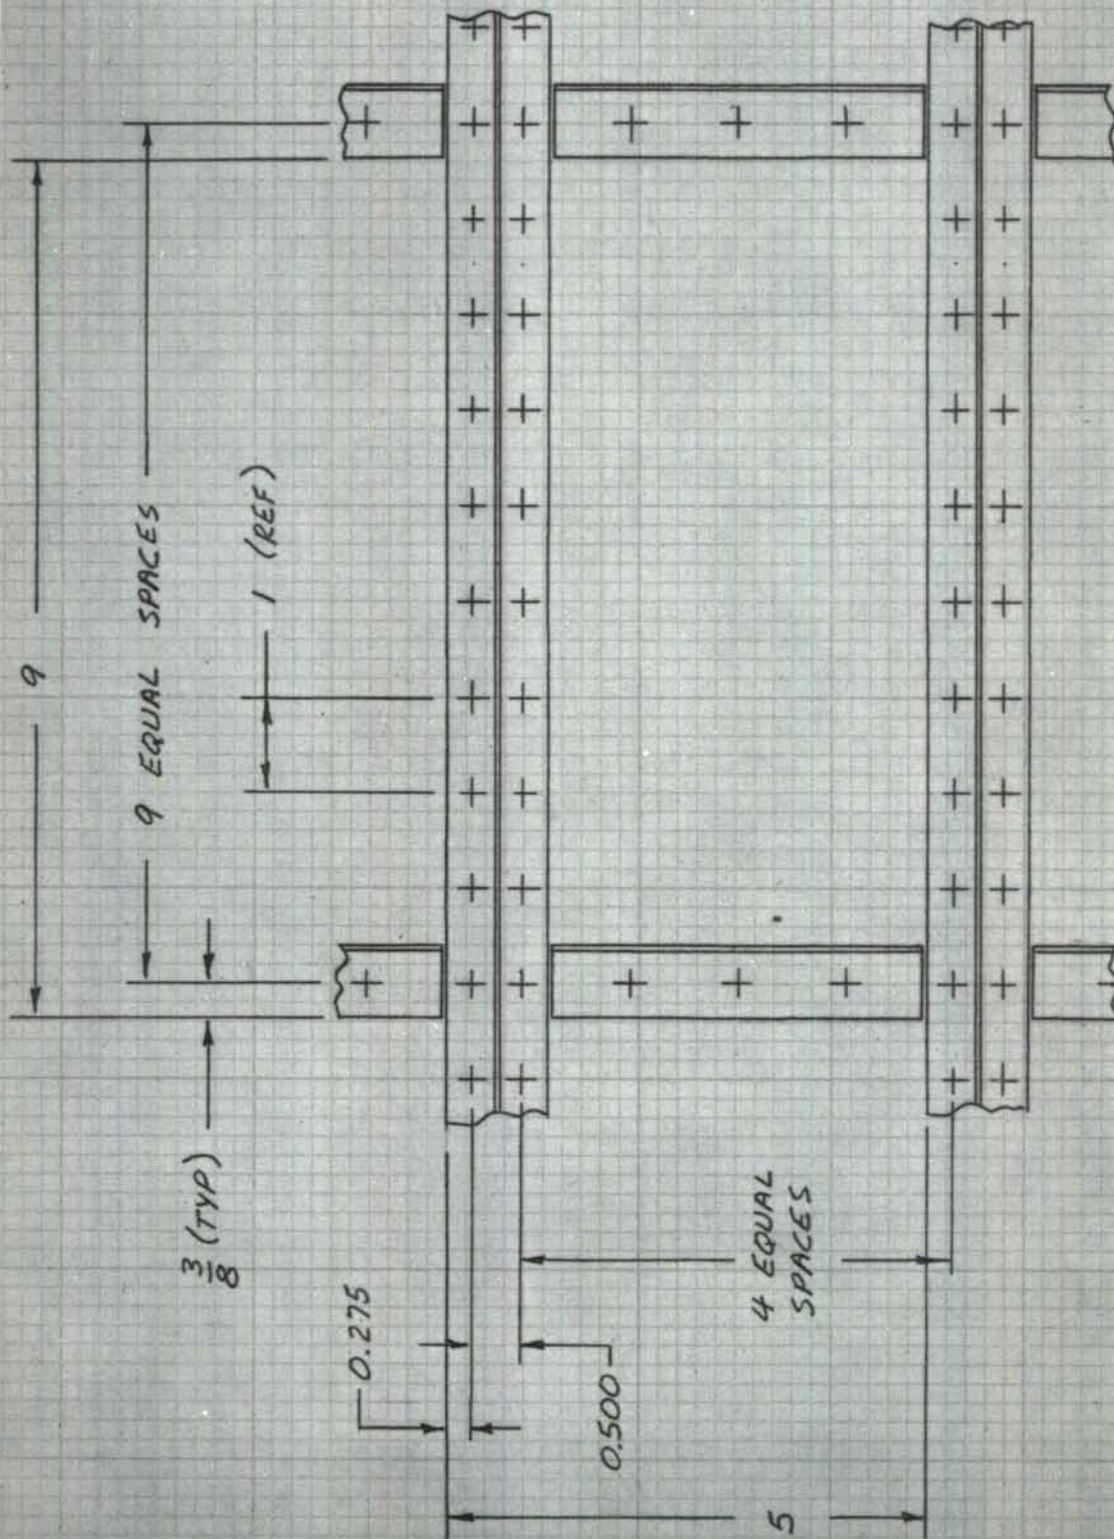 9
9 EQUAL SPACES
1 (REF)
3/8 (TYP)
0.275
0.500
4 EQUAL
SPACES
5